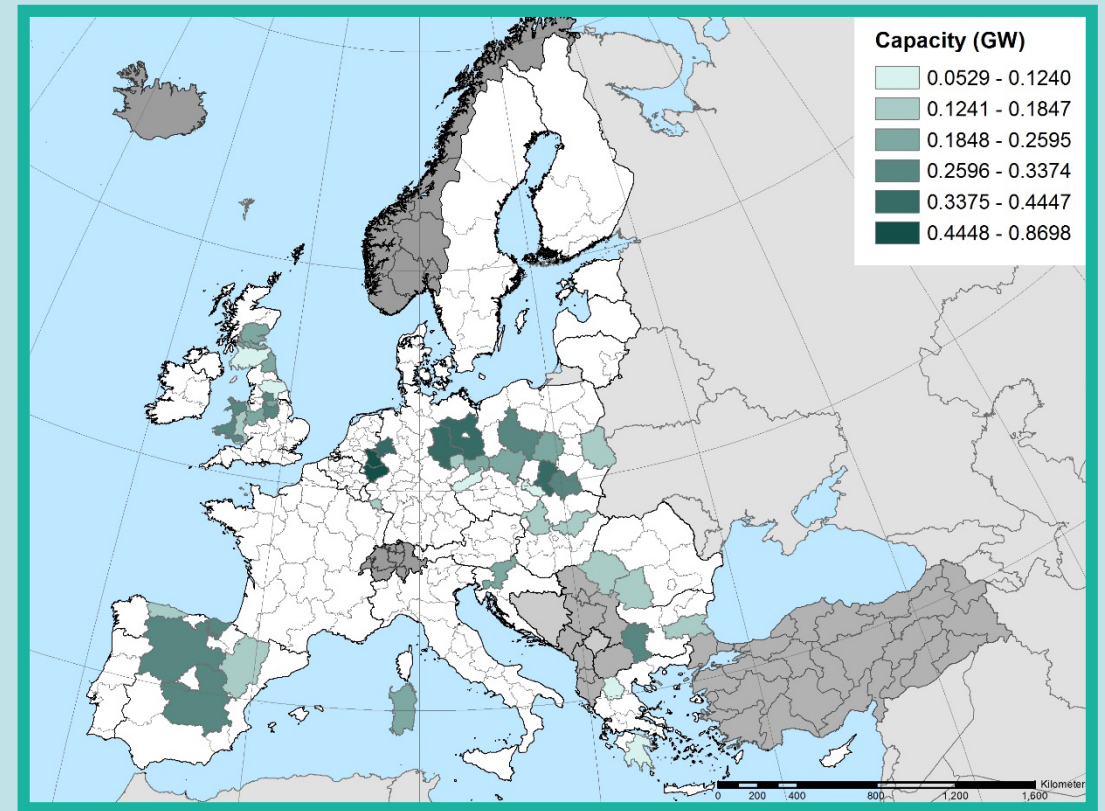 Capacity (GW)
0.0529 - 0.1240
0.1241 - 0.1847
0.1848 - 0.2595
0.2596 - 0.3374
0.3375 - 0.4447
0.4448 - 0.8698
Kilometer
0 200 400 800 1,200 1,600